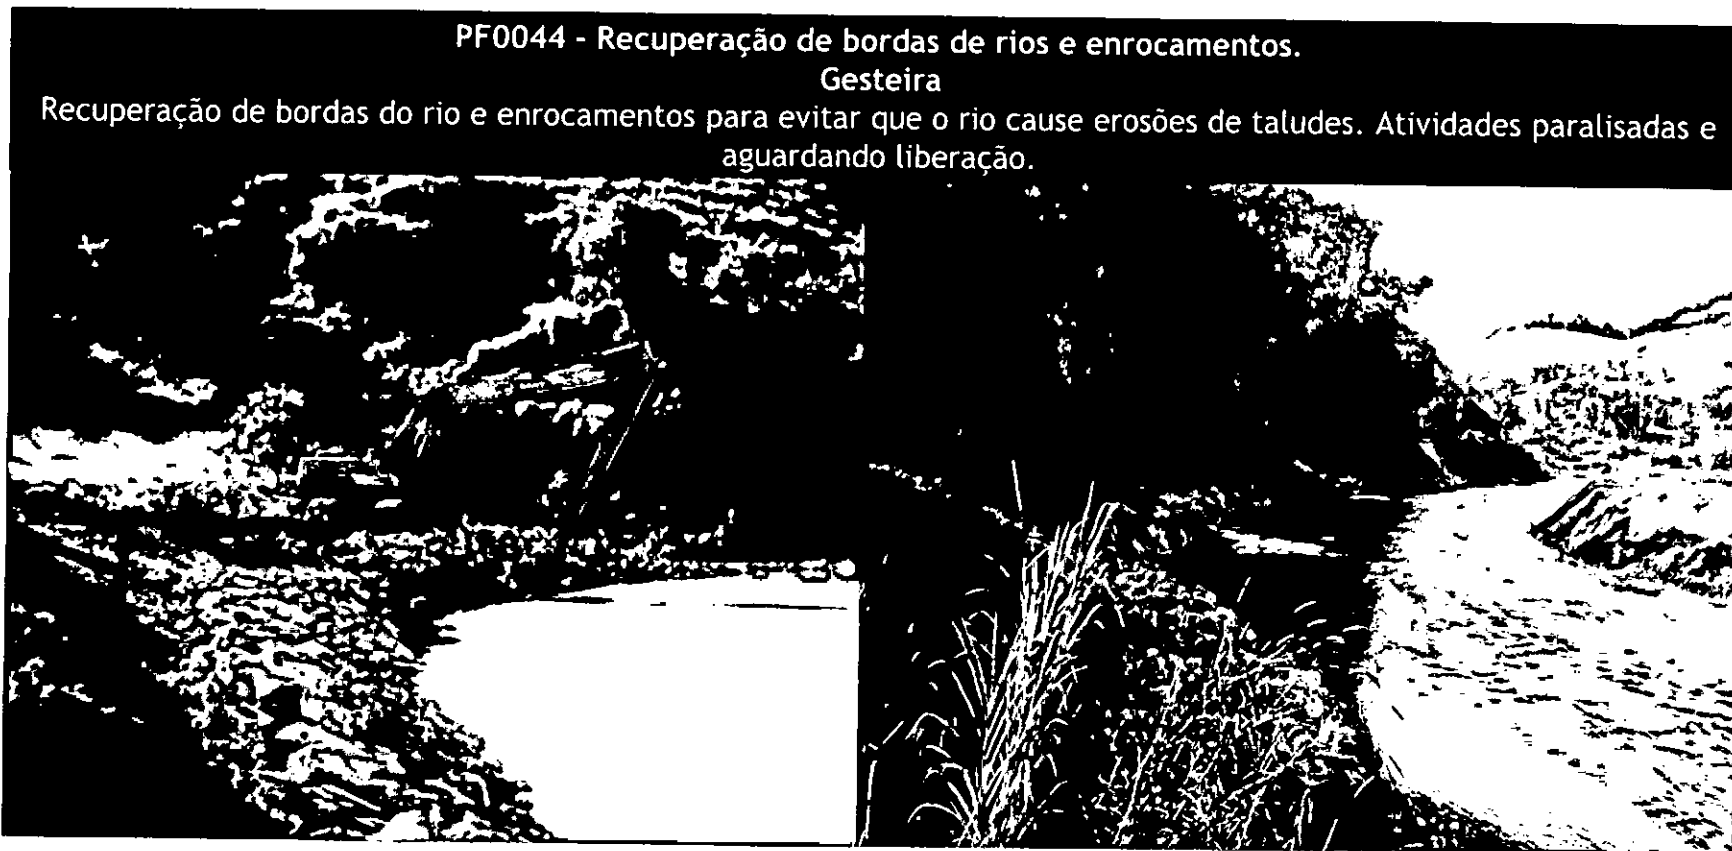 PF0044 - Recuperação de bordas de rios e enrocamentos.
Gesteira
Recuperação de bordas do rio e enrocamentos para evitar que o rio cause erosões de taludes. Atividades paralisadas e
aguardando liberação.